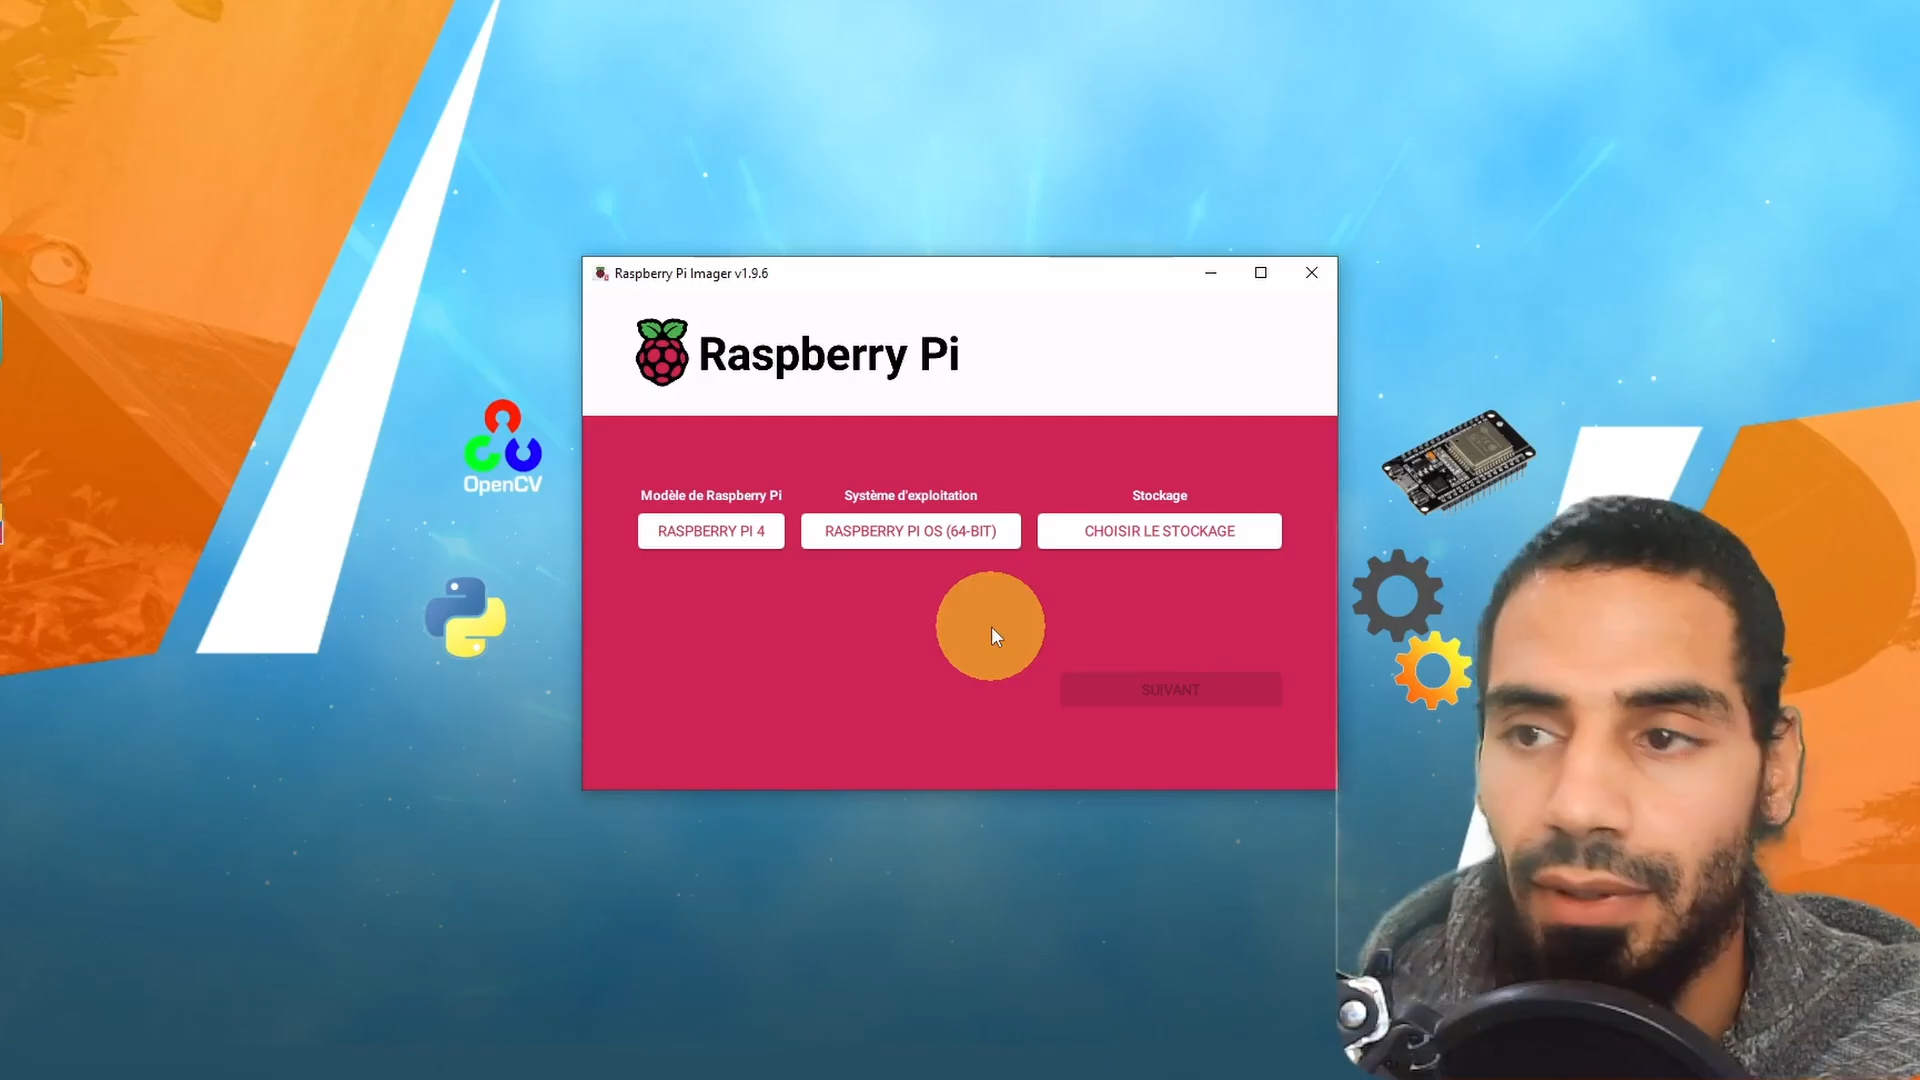 Raspberry Pi Imager v1.9.6
Raspberry Pi
OpenCV
Modèle de Raspberry Pi
Système d'exploitation
Stockage
RASPBERRY PI 4
RASPBERRY PI OS (64-BIT)
CHOISIR LE STOCKAGE
SUIVANT